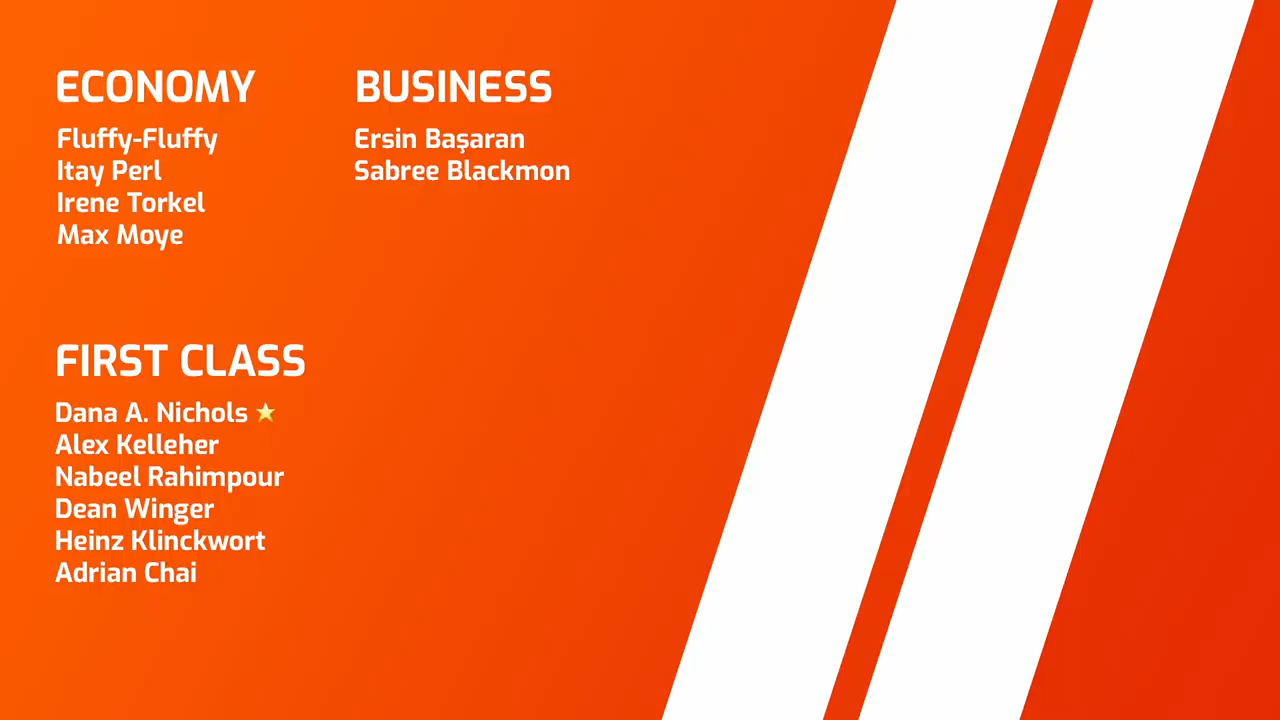 ECONOMY
Fluffy-Fluffy
Itay Perl
Irene Torkel
Max Moye
BUSINESS
Ersin Başaran
Sabree Blackmon
FIRST CLASS
Dana A. Nichols ⭐
Alex Kelleher
Nabeel Rahimpour
Dean Winger
Heinz Klinckwort
Adrian Chai